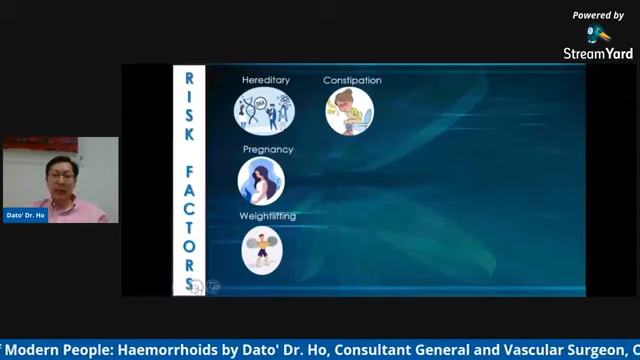 Powered by
StreamYard
RISK FACTORS
Hereditary
Constipation
Pregnancy
Weightlifting
Dato' Dr. Ho
Modern People: Haemorrhoids by Dato' Dr. Ho, Consultant General and Vascular Surgeon,